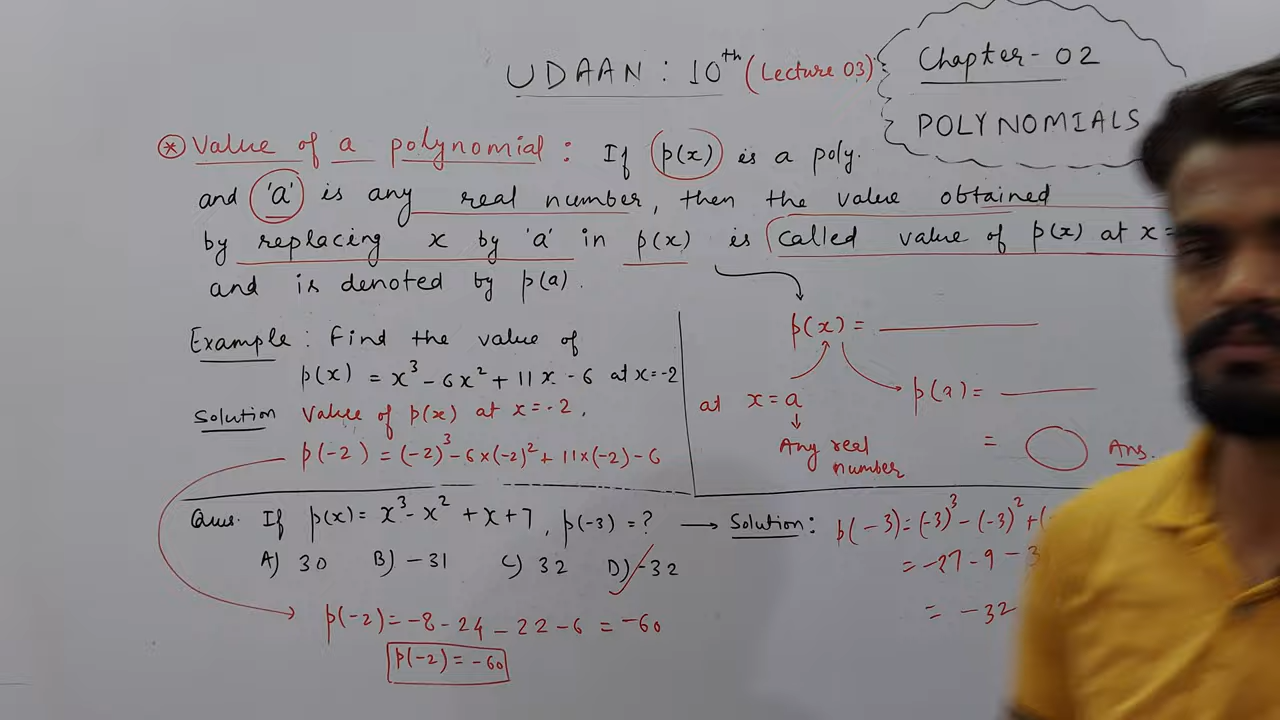 UDAAN : 10th (Lecture 03)
Chapter - 02
POLYNOMIALS
* Value of a polynomial : If p(x) is a poly.
and 'a' is any real number, then the value obtained
by replacing x by 'a' in p(x) is called value of p(x) at x=
and is denoted by p(a).
Example : Find the value of
p(x) = x³ - 6x² + 11x - 6 at x=-2
Solution Value of p(x) at x=-2,
p(-2) = (-2)³ - 6×(-2)² + 11×(-2) - 6
p(x) =
at x = a
Any real
number
p(a) =
= Ans.
Ques. If p(x) = x³ - x² + x + 7, p(-3) = ?
A) 30 B) -31 C) 32 D) -32
p(-2) = -8 - 24 - 22 - 6 = -60
p(-2) = -60
Solution : p(-3) = (-3)³ - (-3)² + (
= -27 - 9 - 3
= -32